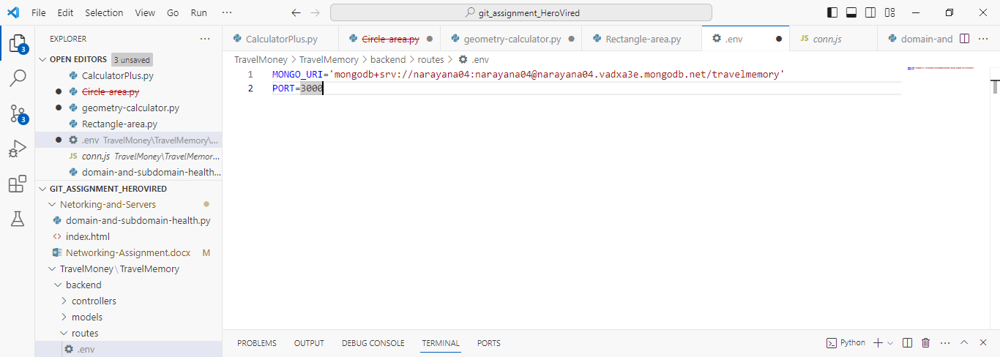 File Edit Selection View Go Run ··· git_assignment_HeroVired
EXPLORER ···
CalculatorPlus.py Circle-area.py geometry-calculator.py Rectangle-area.py .env conn.js domain-and ···
OPEN EDITORS 3 unsaved
CalculatorPlus.py
Circle-area.py
geometry-calculator.py
Rectangle-area.py
.env TravelMoney\TravelMemory\...
conn.js TravelMoney\TravelMemor...
domain-and-subdomain-health...
GIT_ASSIGNMENT_HEROVIRED
Netorking-and-Servers
domain-and-subdomain-health.py
index.html
Networking-Assignment.docx M
TravelMoney \ TravelMemory
backend
controllers
models
routes
.env
3
3
TravelMoney > TravelMemory > backend > routes > .env
1 MONGO_URI='mongodb+srv://narayana04:narayana04@narayana04.vadxa3e.mongodb.net/travelmemory'
2 PORT=3000
PROBLEMS OUTPUT DEBUG CONSOLE TERMINAL PORTS Python ···